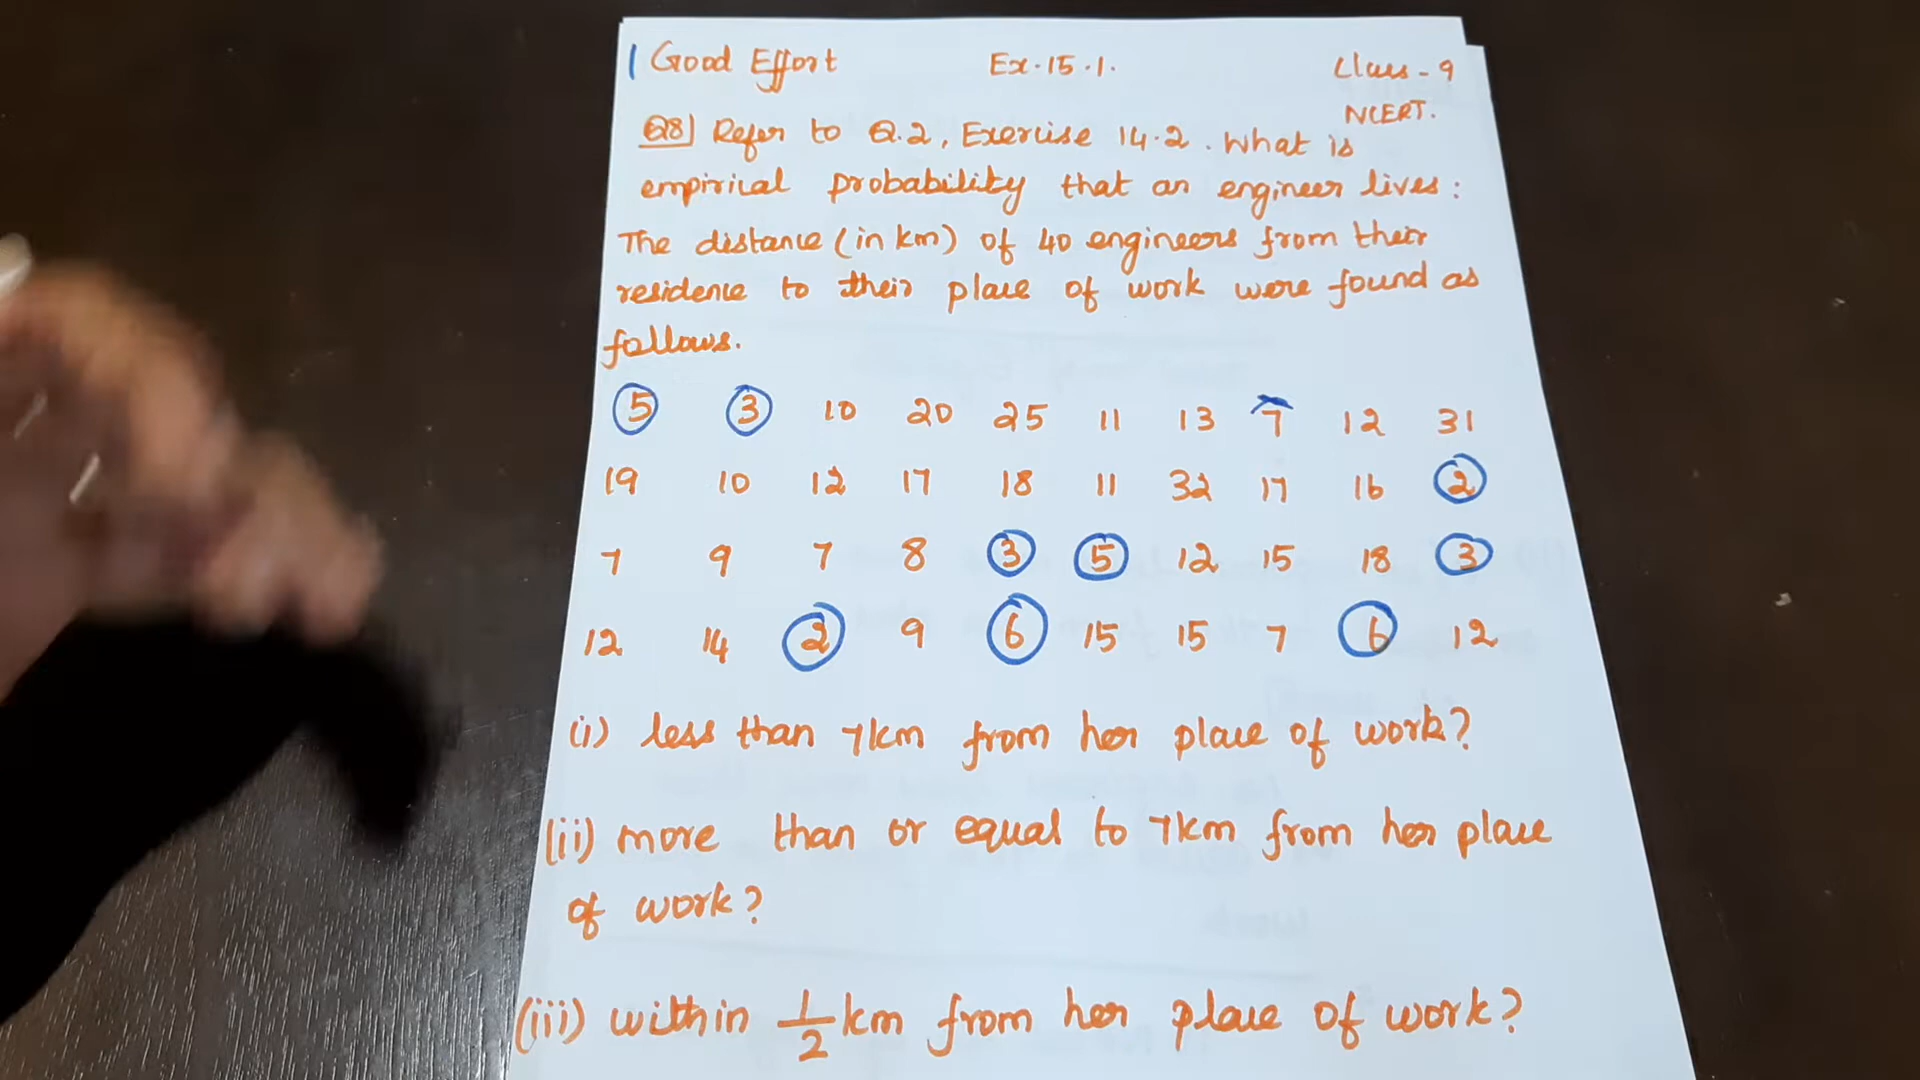 Good Effort Ex.15.1. Class-9
NCERT.
Q8) Refer to Q.2, Exercise 14.2. What is
empirical probability that an engineer lives:
The distance (in km) of 40 engineers from their
residence to their place of work were found as
follows.
5 3 10 20 25 11 13 7 12 31
19 10 12 17 18 11 32 17 16 2
7 9 7 8 3 5 12 15 18 3
12 14 2 9 6 15 15 7 6 12
(i) less than 7km from her place of work?
(ii) more than or equal to 7km from her place
of work?
(iii) within 1/2 km from her place of work?